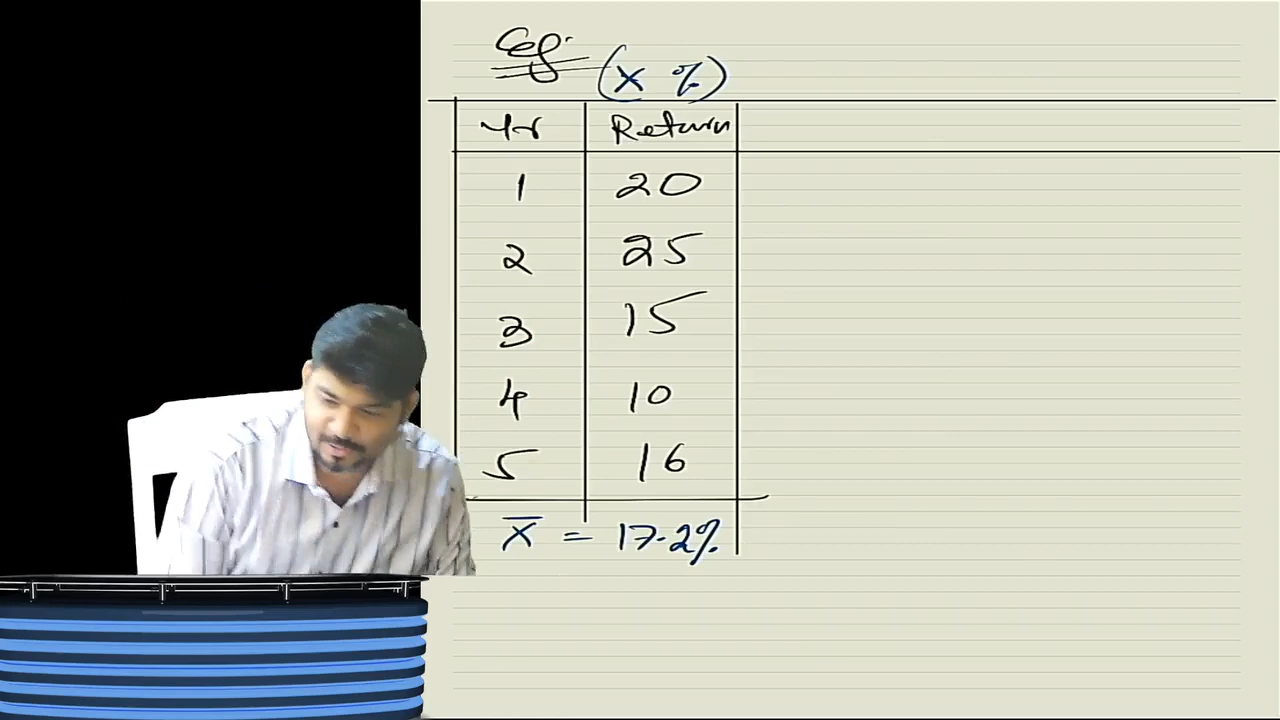 Eg.
(X %)
Yr Return
1 20
2 25
3 15
4 10
5 16
X̅ = 17.2%